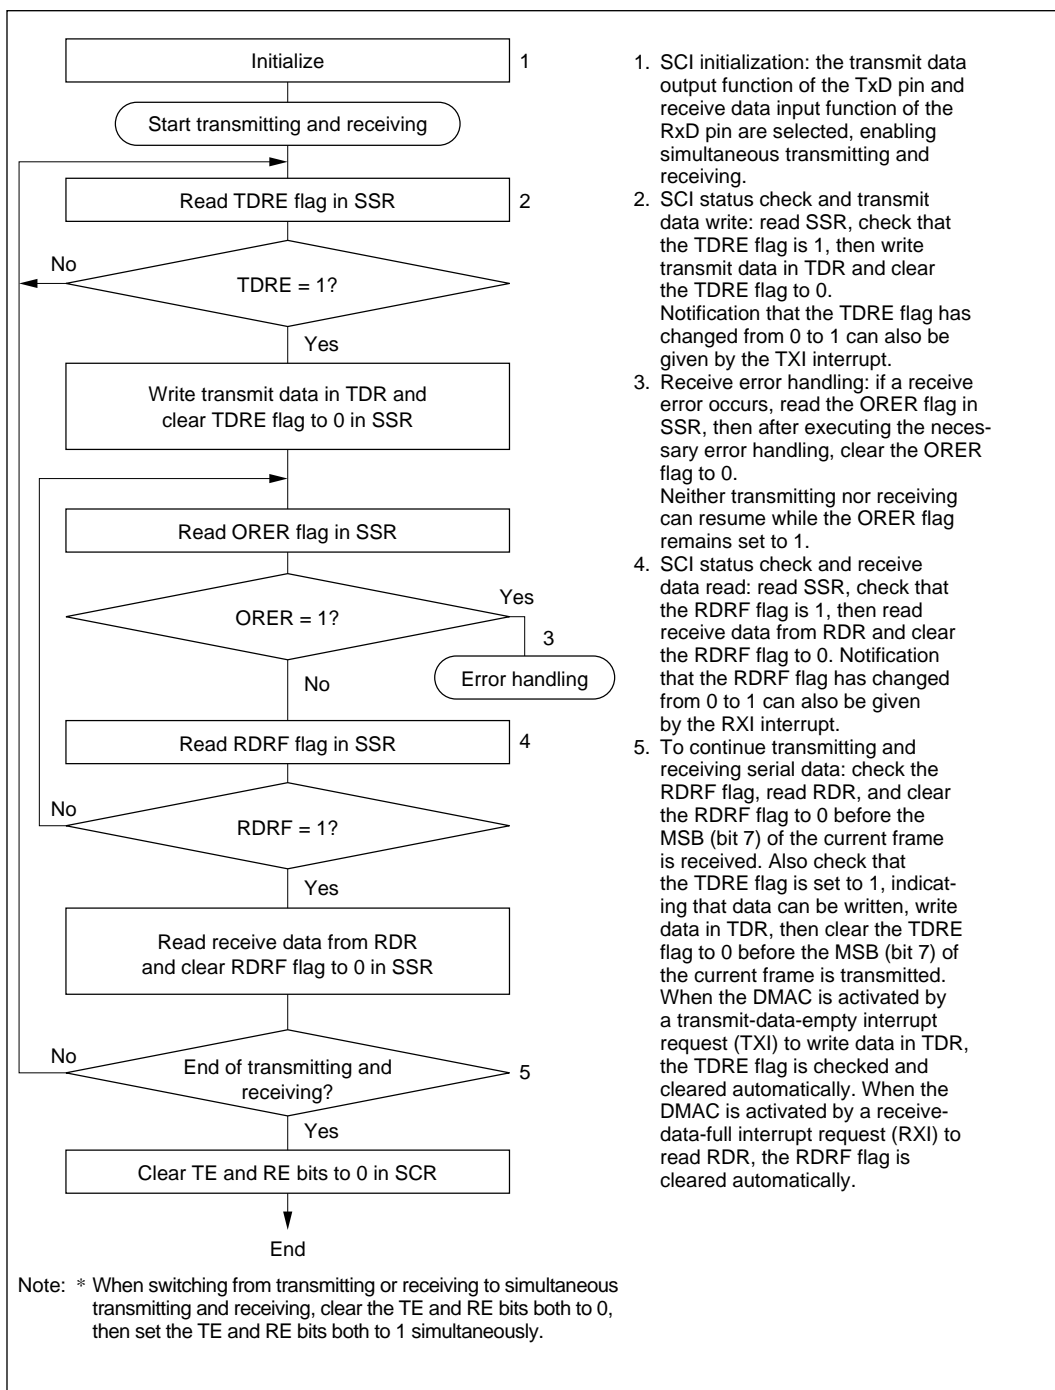 Initialize
1
Start transmitting and receiving
Read TDRE flag in SSR
2
No
TDRE = 1?
Yes
Write transmit data in TDR and
clear TDRE flag to 0 in SSR
Read ORER flag in SSR
ORER = 1?
Yes
3
Error handling
No
Read RDRF flag in SSR
4
No
RDRF = 1?
Yes
Read receive data from RDR
and clear RDRF flag to 0 in SSR
No
End of transmitting and
receiving?
5
Yes
Clear TE and RE bits to 0 in SCR
End
1. SCI initialization: the transmit data
output function of the TxD pin and
receive data input function of the
RxD pin are selected, enabling
simultaneous transmitting and
receiving.
2. SCI status check and transmit
data write: read SSR, check that
the TDRE flag is 1, then write
transmit data in TDR and clear
the TDRE flag to 0.
Notification that the TDRE flag has
changed from 0 to 1 can also be
given by the TXI interrupt.
3. Receive error handling: if a receive
error occurs, read the ORER flag in
SSR, then after executing the neces-
sary error handling, clear the ORER
flag to 0.
Neither transmitting nor receiving
can resume while the ORER flag
remains set to 1.
4. SCI status check and receive
data read: read SSR, check that
the RDRF flag is 1, then read
receive data from RDR and clear
the RDRF flag to 0. Notification
that the RDRF flag has changed
from 0 to 1 can also be given
by the RXI interrupt.
5. To continue transmitting and
receiving serial data: check the
RDRF flag, read RDR, and clear
the RDRF flag to 0 before the
MSB (bit 7) of the current frame
is received. Also check that
the TDRE flag is set to 1, indicat-
ing that data can be written, write
data in TDR, then clear the TDRE
flag to 0 before the MSB (bit 7) of
the current frame is transmitted.
When the DMAC is activated by
a transmit-data-empty interrupt
request (TXI) to write data in TDR,
the TDRE flag is checked and
cleared automatically. When the
DMAC is activated by a receive-
data-full interrupt request (RXI) to
read RDR, the RDRF flag is
cleared automatically.
Note: * When switching from transmitting or receiving to simultaneous
transmitting and receiving, clear the TE and RE bits both to 0,
then set the TE and RE bits both to 1 simultaneously.